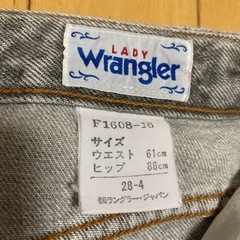 LADY
Wrangler
F1608-16
サイズ
ウエスト 61cm
ヒップ 88cm
28-4
㈱ラングラー・ジャパン